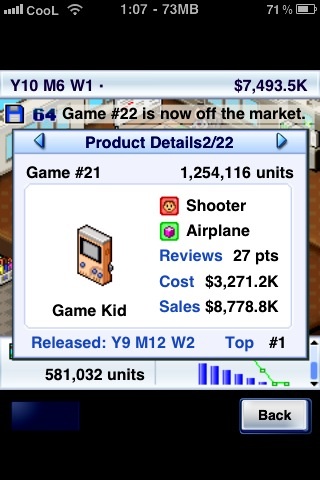 CooL 1:07 - 73MB 71%
Y10 M6 W1 · $7,493.5K
64 Game #22 is now off the market.
Product Details2/22
Game #21 1,254,116 units
Shooter
Airplane
Reviews 27 pts
Game Kid
Cost $3,271.2K
Sales $8,778.8K
Released: Y9 M12 W2 Top #1
581,032 units
Back